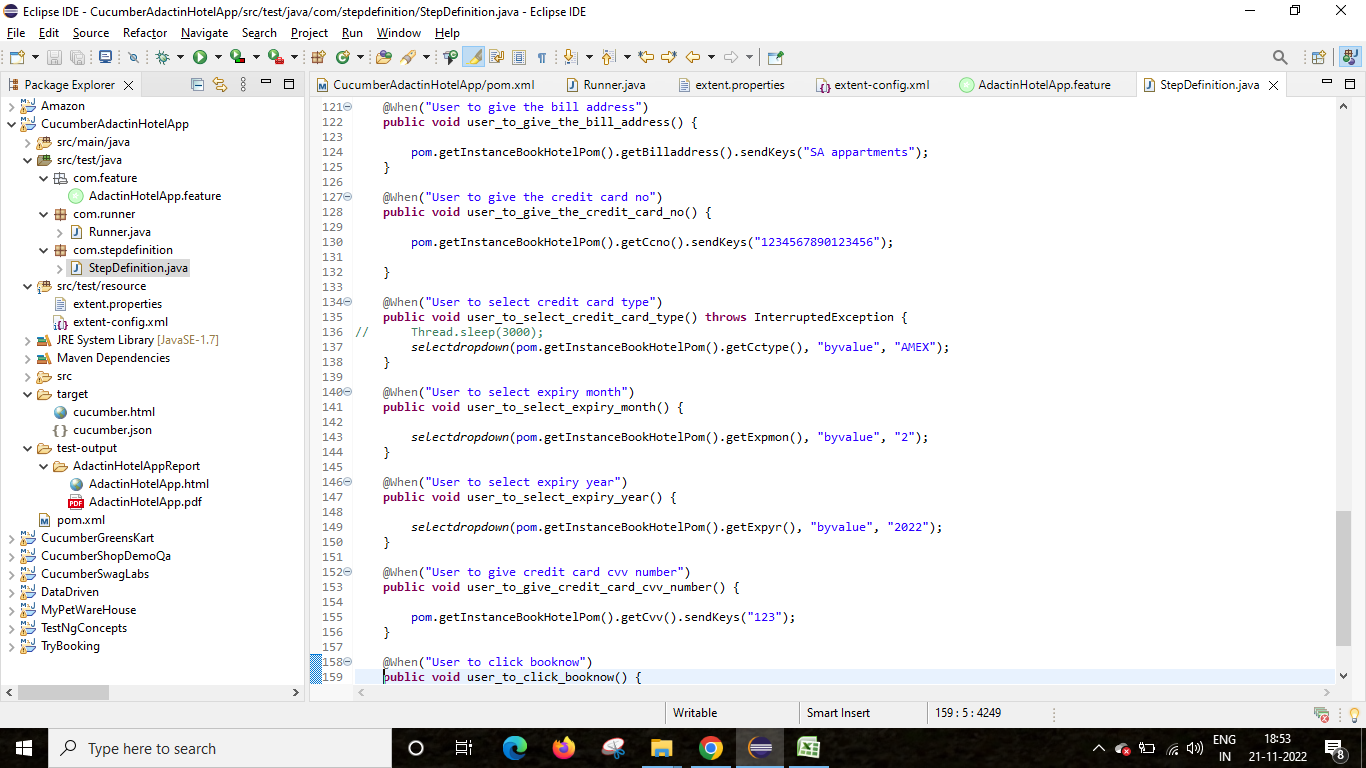 Eclipse IDE - CucumberAdactinHotelApp/src/test/java/com/stepdefinition/StepDefinition.java - Eclipse IDE
File Edit Source Refactor Navigate Search Project Run Window Help
Package Explorer
CucumberAdactinHotelApp/pom.xml Runner.java extent.properties extent-config.xml AdactinHotelApp.feature StepDefinition.java
Amazon
CucumberAdactinHotelApp
src/main/java
src/test/java
com.feature
AdactinHotelApp.feature
com.runner
Runner.java
com.stepdefinition
StepDefinition.java
src/test/resource
extent.properties
extent-config.xml
JRE System Library [JavaSE-1.7]
Maven Dependencies
src
target
cucumber.html
cucumber.json
test-output
AdactinHotelAppReport
AdactinHotelApp.html
AdactinHotelApp.pdf
pom.xml
CucumberGreensKart
CucumberShopDemoQa
CucumberSwagLabs
DataDriven
MyPetWareHouse
TestNgConcepts
TryBooking
121 @When("User to give the bill address")
122 public void user_to_give_the_bill_address() {
123
124 pom.getInstanceBookHotelPom().getBilladdress().sendKeys("SA appartments");
125 }
126
127 @When("User to give the credit card no")
128 public void user_to_give_the_credit_card_no() {
129
130 pom.getInstanceBookHotelPom().getCcno().sendKeys("1234567890123456");
131
132 }
133
134 @When("User to select credit card type")
135 public void user_to_select_credit_card_type() throws InterruptedException {
136 // Thread.sleep(3000);
137 selectdropdown(pom.getInstanceBookHotelPom().getCctype(), "byvalue", "AMEX");
138 }
139
140 @When("User to select expiry month")
141 public void user_to_select_expiry_month() {
142
143 selectdropdown(pom.getInstanceBookHotelPom().getExpmon(), "byvalue", "2");
144 }
145
146 @When("User to select expiry year")
147 public void user_to_select_expiry_year() {
148
149 selectdropdown(pom.getInstanceBookHotelPom().getExpyr(), "byvalue", "2022");
150 }
151
152 @When("User to give credit card cvv number")
153 public void user_to_give_credit_card_cvv_number() {
154
155 pom.getInstanceBookHotelPom().getCvv().sendKeys("123");
156 }
157
158 @When("User to click booknow")
159 public void user_to_click_booknow() {
Writable Smart Insert 159 : 5 : 4249
Type here to search
ENG
IN
18:53
21-11-2022
8